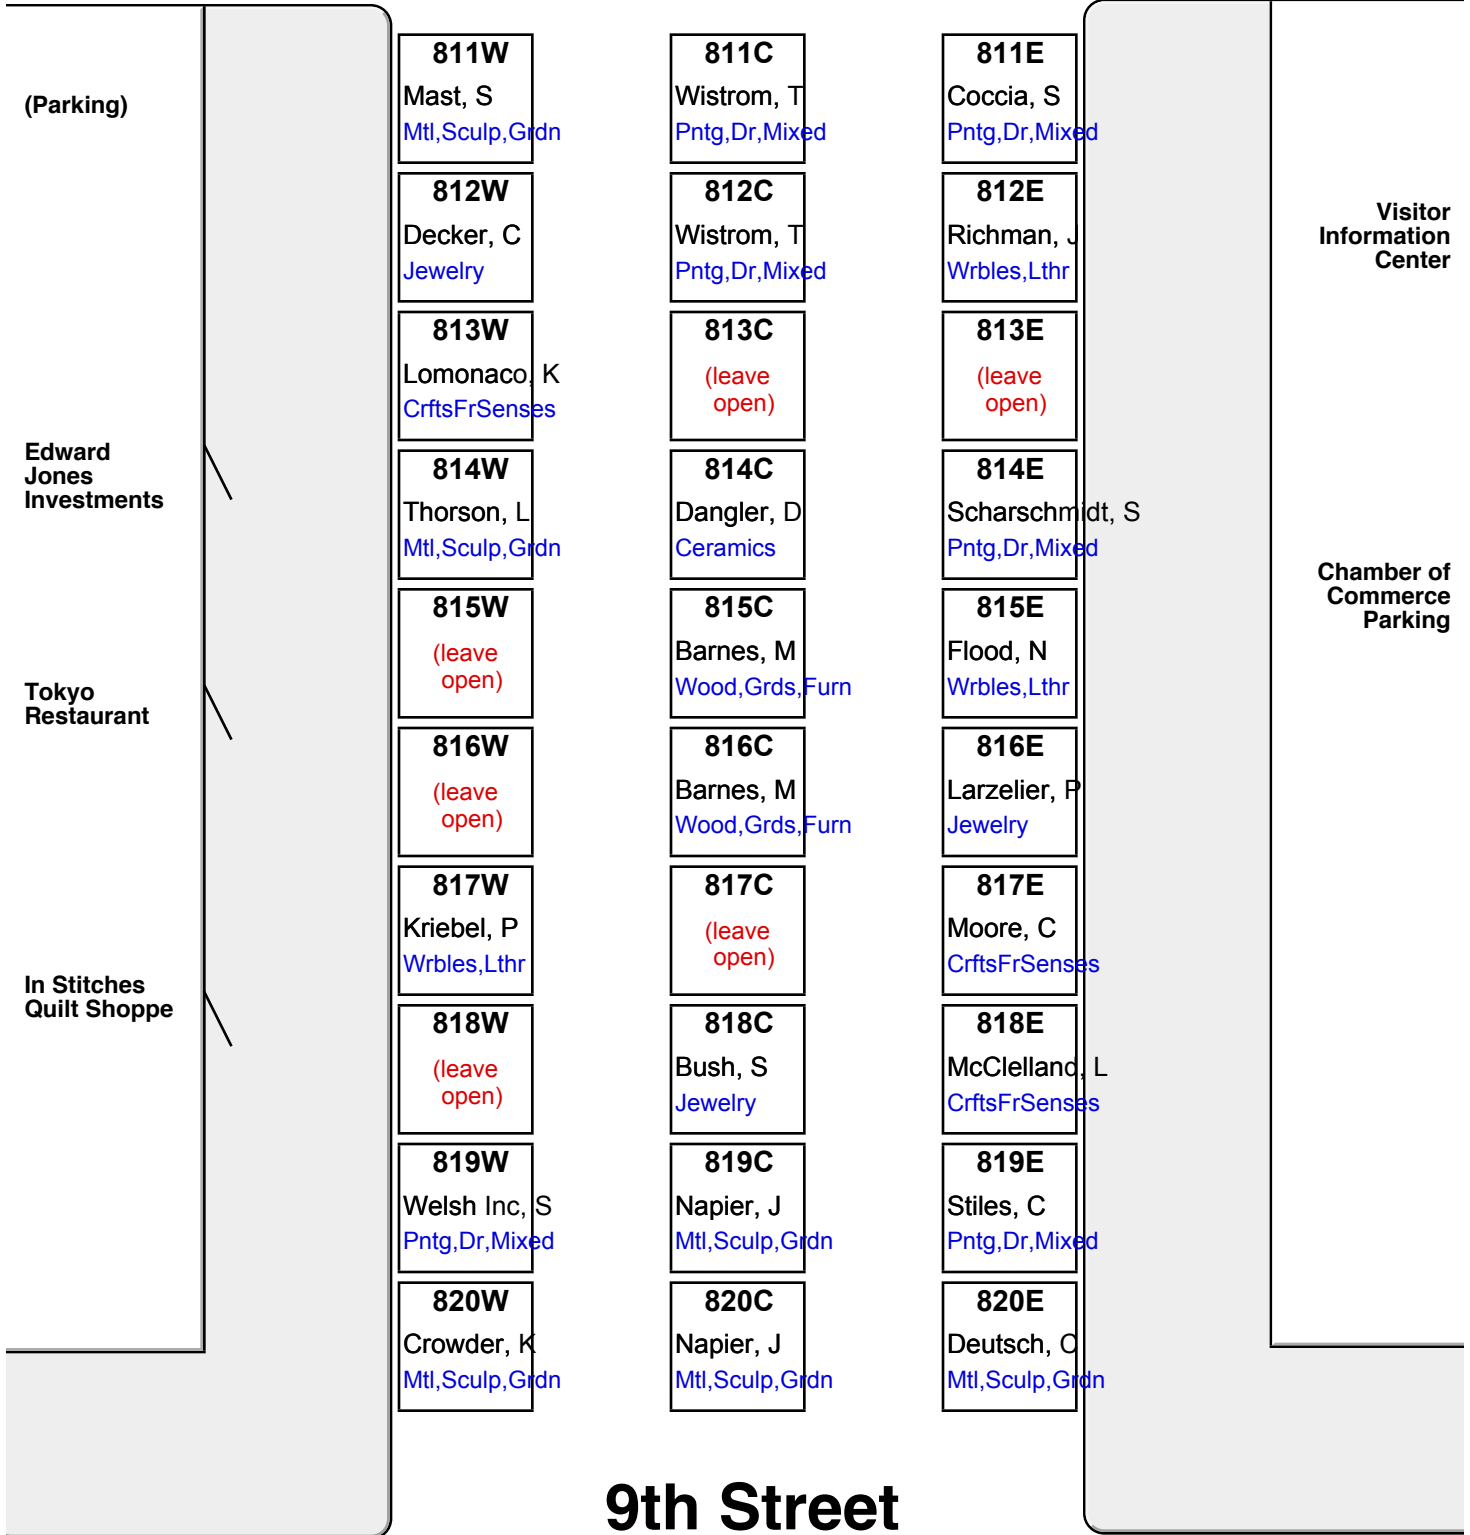 (Parking)
811W
Mast, S
Mtl,Sculp,Grdn
811C
Wistrom, T
Pntg,Dr,Mixed
811E
Coccia, S
Pntg,Dr,Mixed
812W
Decker, C
Jewelry
812C
Wistrom, T
Pntg,Dr,Mixed
812E
Richman, J
Wrbles,Lthr
Visitor
Information
Center
813W
Lomonaco, K
CrftsFrSenses
813C
(leave
open)
813E
(leave
open)
Edward
Jones
Investments
814W
Thorson, L
Mtl,Sculp,Grdn
814C
Dangler, D
Ceramics
814E
Scharschmidt, S
Pntg,Dr,Mixed
Chamber of
Commerce
Parking
815W
(leave
open)
815C
Barnes, M
Wood,Grds,Furn
815E
Flood, N
Wrbles,Lthr
Tokyo
Restaurant
816W
(leave
open)
816C
Barnes, M
Wood,Grds,Furn
816E
Larzelier, P
Jewelry
817W
Kriebel, P
Wrbles,Lthr
817C
(leave
open)
817E
Moore, C
CrftsFrSenses
In Stitches
Quilt Shoppe
818W
(leave
open)
818C
Bush, S
Jewelry
818E
McClelland, L
CrftsFrSenses
819W
Welsh Inc, S
Pntg,Dr,Mixed
819C
Napier, J
Mtl,Sculp,Grdn
819E
Stiles, C
Pntg,Dr,Mixed
820W
Crowder, K
Mtl,Sculp,Grdn
820C
Napier, J
Mtl,Sculp,Grdn
820E
Deutsch, C
Mtl,Sculp,Grdn
9th Street